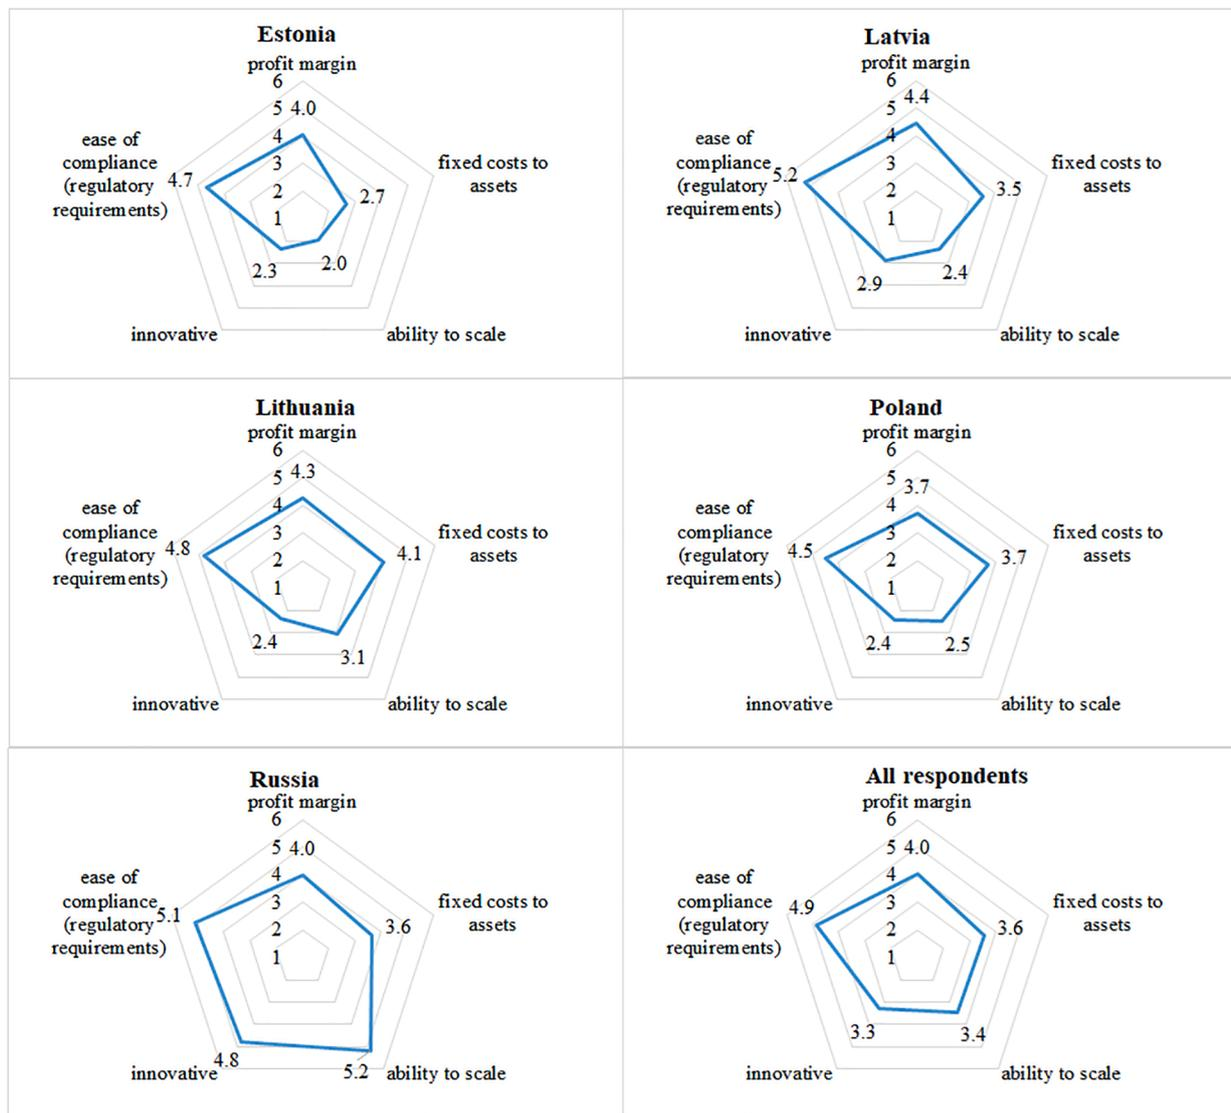 Estonia
profit margin
6
5 4.0
4
3
2
1
ease of
compliance
(regulatory
requirements)
4.7
fixed costs to
assets
2.7
2.3
2.0
innovative
ability to scale
Latvia
profit margin
6
4.4
5
4
3
2
1
ease of
compliance
(regulatory
requirements)
5.2
fixed costs to
assets
3.5
2.9
2.4
innovative
ability to scale
Lithuania
profit margin
6
5 4.3
4
3
2
1
ease of
compliance
(regulatory
requirements)
4.8
fixed costs to
assets
4.1
2.4
3.1
innovative
ability to scale
Poland
profit margin
6
5
3.7
4
3
2
1
ease of
compliance
(regulatory
requirements)
4.5
fixed costs to
assets
3.7
2.4
2.5
innovative
ability to scale
Russia
profit margin
6
5 4.0
4
3
2
1
ease of
compliance
(regulatory
requirements)
5.1
fixed costs to
assets
3.6
4.8
5.2
innovative
ability to scale
All respondents
profit margin
6
5 4.0
4
3
2
1
ease of
compliance
(regulatory
requirements)
4.9
fixed costs to
assets
3.6
3.3
3.4
innovative
ability to scale